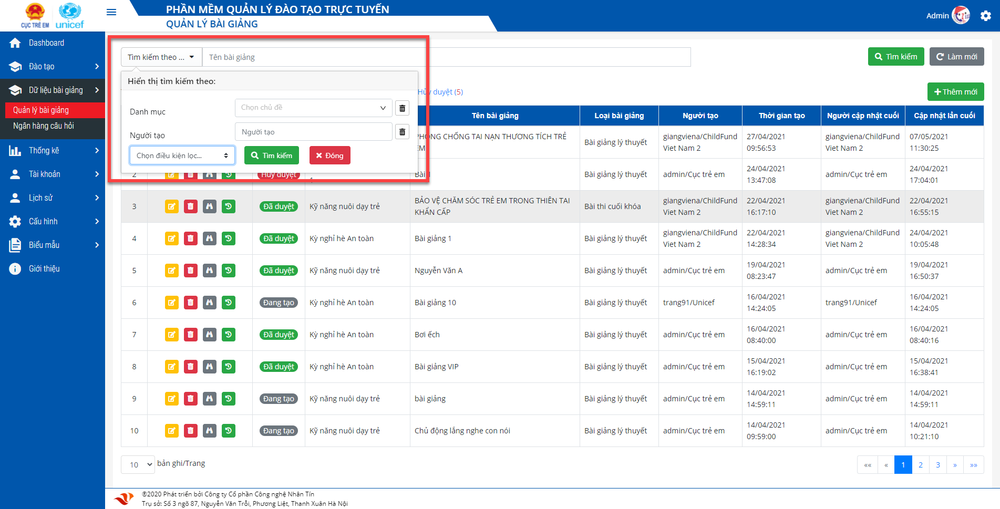 CỤC TRẺ EM
unicef
PHẦN MỀM QUẢN LÝ ĐÀO TẠO TRỰC TUYẾN
QUẢN LÝ BÀI GIẢNG
Admin
Dashboard
Đào tạo
Dữ liệu bài giảng
Quản lý bài giảng
Ngân hàng câu hỏi
Thống kê
Tài khoản
Lịch sử
Cấu hình
Biểu mẫu
Giới thiệu
Tìm kiếm theo ... Tên bài giảng
Tìm kiếm Làm mới
Hiển thị tìm kiếm theo:
Danh mục Chọn chủ đề
Người tạo Người tạo
Chọn điều kiện lọc... Tìm kiếm Đóng
Hủy duyệt (5)
Thêm mới
Tên bài giảng Loại bài giảng Người tạo Thời gian tạo Người cập nhật cuối Cập nhật lần cuối
PHÒNG CHỐNG TAI NẠN THƯƠNG TÍCH TRẺ
EM
Bài giảng lý thuyết
giangviena/ChildFund
Viet Nam 2
27/04/2021
09:56:53
giangviena/ChildFund
Viet Nam 2
07/05/2021
11:30:25
2 Hủy duyệt Bài 1 Bài giảng lý thuyết admin/Cục trẻ em
24/04/2021
13:47:08
admin/Cục trẻ em
24/04/2021
17:04:01
3 Đã duyệt Kỹ năng nuôi dạy trẻ
BẢO VỆ CHĂM SÓC TRẺ EM TRONG THIÊN TAI
KHẨN CẤP
Bài thi cuối khóa
giangviena/ChildFund
Viet Nam 2
22/04/2021
16:17:10
giangviena/ChildFund
Viet Nam 2
22/04/2021
16:55:15
4 Đã duyệt Kỳ nghỉ hè An toàn Bài giảng 1 Bài giảng lý thuyết
giangviena/ChildFund
Viet Nam 2
22/04/2021
14:28:34
giangviena/ChildFund
Viet Nam 2
24/04/2021
10:05:48
5 Đã duyệt Kỹ năng nuôi dạy trẻ Nguyễn Văn A Bài giảng lý thuyết admin/Cục trẻ em
19/04/2021
08:23:47
admin/Cục trẻ em
19/04/2021
16:50:37
6 Đang tạo Kỳ nghỉ hè An toàn Bài giảng 10 Bài giảng lý thuyết trang91/Unicef
16/04/2021
14:24:05
trang91/Unicef
16/04/2021
14:24:05
7 Đã duyệt Kỳ nghỉ hè An toàn Bơi ếch Bài giảng lý thuyết admin/Cục trẻ em
16/04/2021
08:40:00
admin/Cục trẻ em
16/04/2021
08:40:16
8 Đã duyệt Kỳ nghỉ hè An toàn Bài giảng VIP Bài giảng lý thuyết admin/Cục trẻ em
15/04/2021
16:19:02
admin/Cục trẻ em
15/04/2021
16:38:41
9 Đang tạo Kỹ năng nuôi dạy trẻ bài giảng Bài giảng lý thuyết admin/Cục trẻ em
14/04/2021
14:59:11
admin/Cục trẻ em
14/04/2021
14:59:11
10 Đang tạo Kỹ năng nuôi dạy trẻ Chủ động lắng nghe con nói Bài giảng lý thuyết admin/Cục trẻ em
14/04/2021
09:59:00
admin/Cục trẻ em
14/04/2021
10:21:10
10 bản ghi/Trang
«« « 1 2 3 » »»
©2020 Phát triển bởi Công ty Cổ phần Công nghệ Nhân Tín
Trụ sở: Số 3 ngõ 87, Nguyễn Văn Trỗi, Phương Liệt, Thanh Xuân Hà Nội